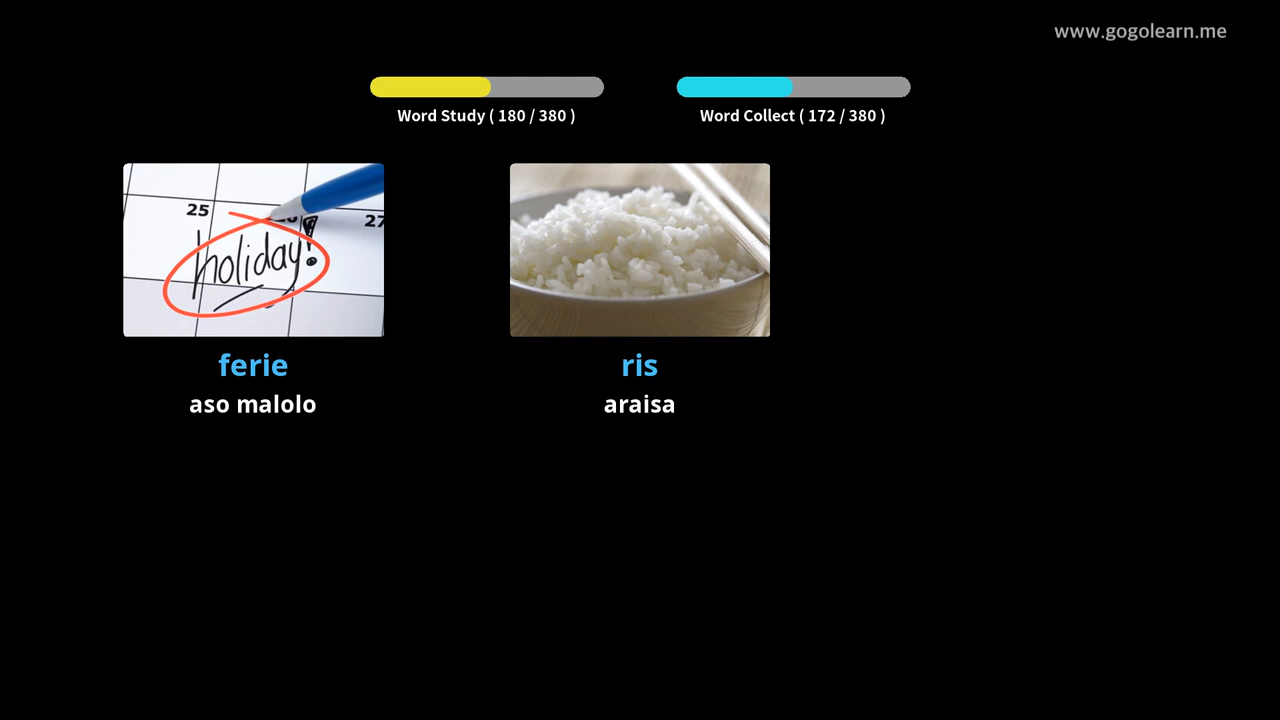 www.gogolearn.me
Word Study ( 180 / 380 )
Word Collect ( 172 / 380 )
25
27
holiday!
ferie
ris
aso malolo
araisa